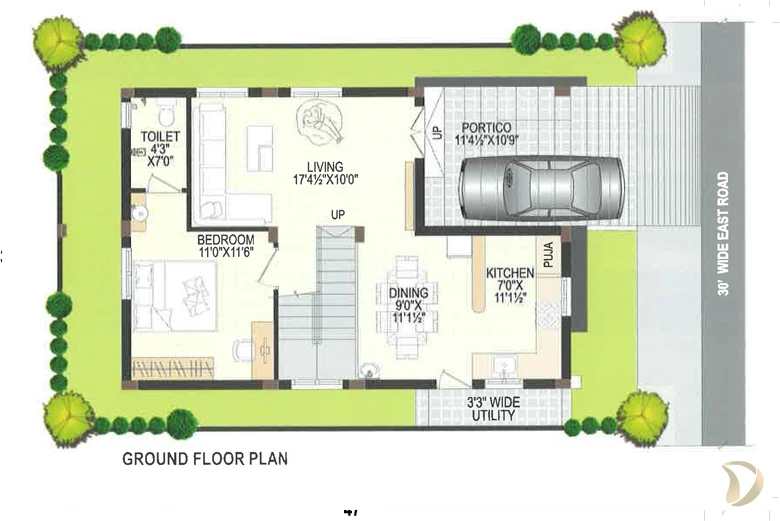 TOILET
4'3"
X7'0"
LIVING
17'4½"X10'0"
UP
PORTICO
11'4½"X10'9"
UP
BEDROOM
11'0"X11'6"
DINING
9'0"X
11'1½"
KITCHEN
7'0"X
11'1½"
PUJA
3'3" WIDE
UTILITY
30' WIDE EAST ROAD
GROUND FLOOR PLAN